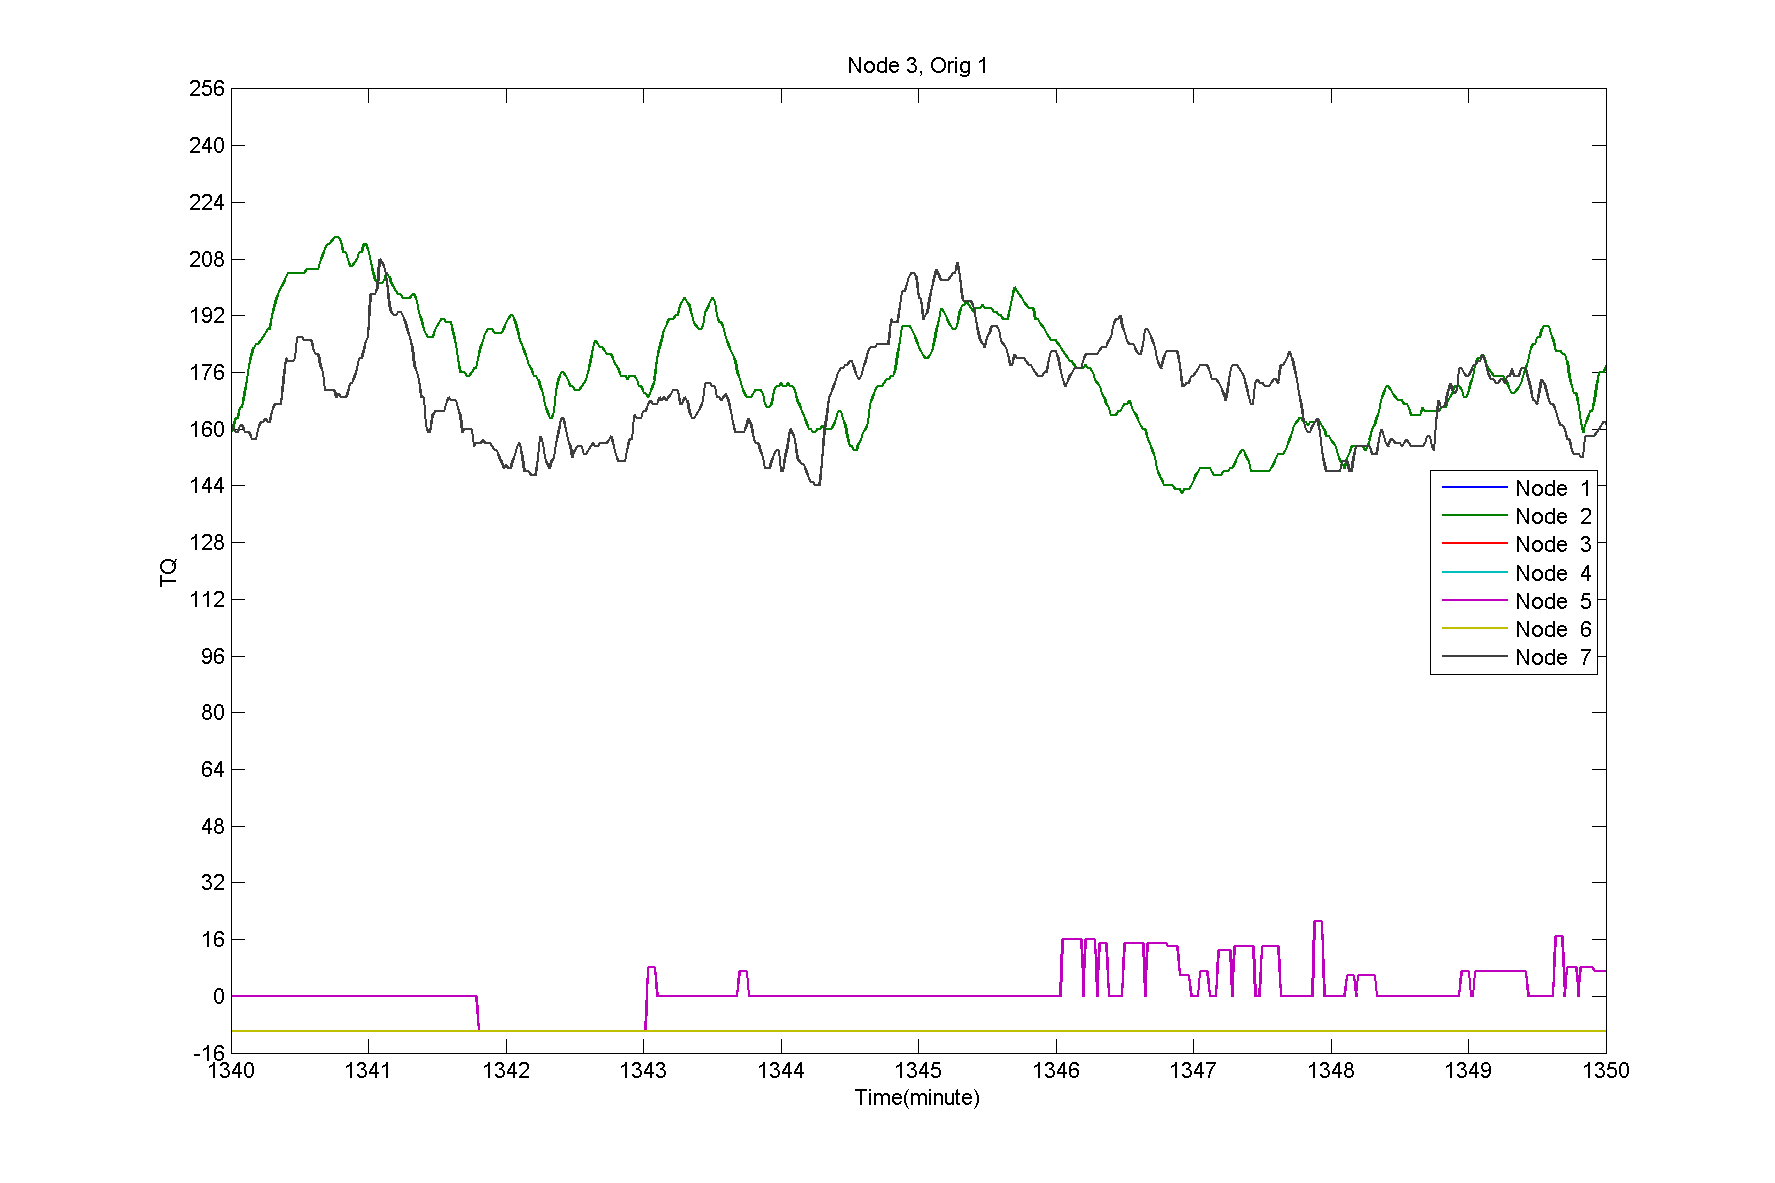 Node 3, Orig 1
256
240
224
208
192
176
160
144
128
112
96
80
64
48
32
16
0
-16
TQ
Node 1
Node 2
Node 3
Node 4
Node 5
Node 6
Node 7
1340 1341 1342 1343 1344 1345 1346 1347 1348 1349 1350
Time(minute)